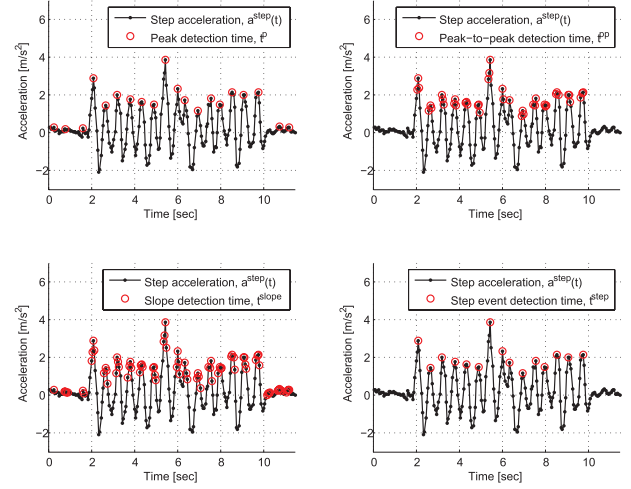 Step acceleration, a^step(t)
Peak detection time, t^p
Acceleration [m/s²]
6
4
2
0
−2
0 2 4 6 8 10
Time [sec]
Step acceleration, a^step(t)
Peak−to−peak detection time, t^pp
Acceleration [m/s²]
6
4
2
0
−2
0 2 4 6 8 10
Time [sec]
Step acceleration, a^step(t)
Slope detection time, t^slope
Acceleration [m/s²]
6
4
2
0
−2
0 2 4 6 8 10
Time [sec]
Step acceleration, a^step(t)
Step event detection time, t^step
Acceleration [m/s²]
6
4
2
0
−2
0 2 4 6 8 10
Time [sec]